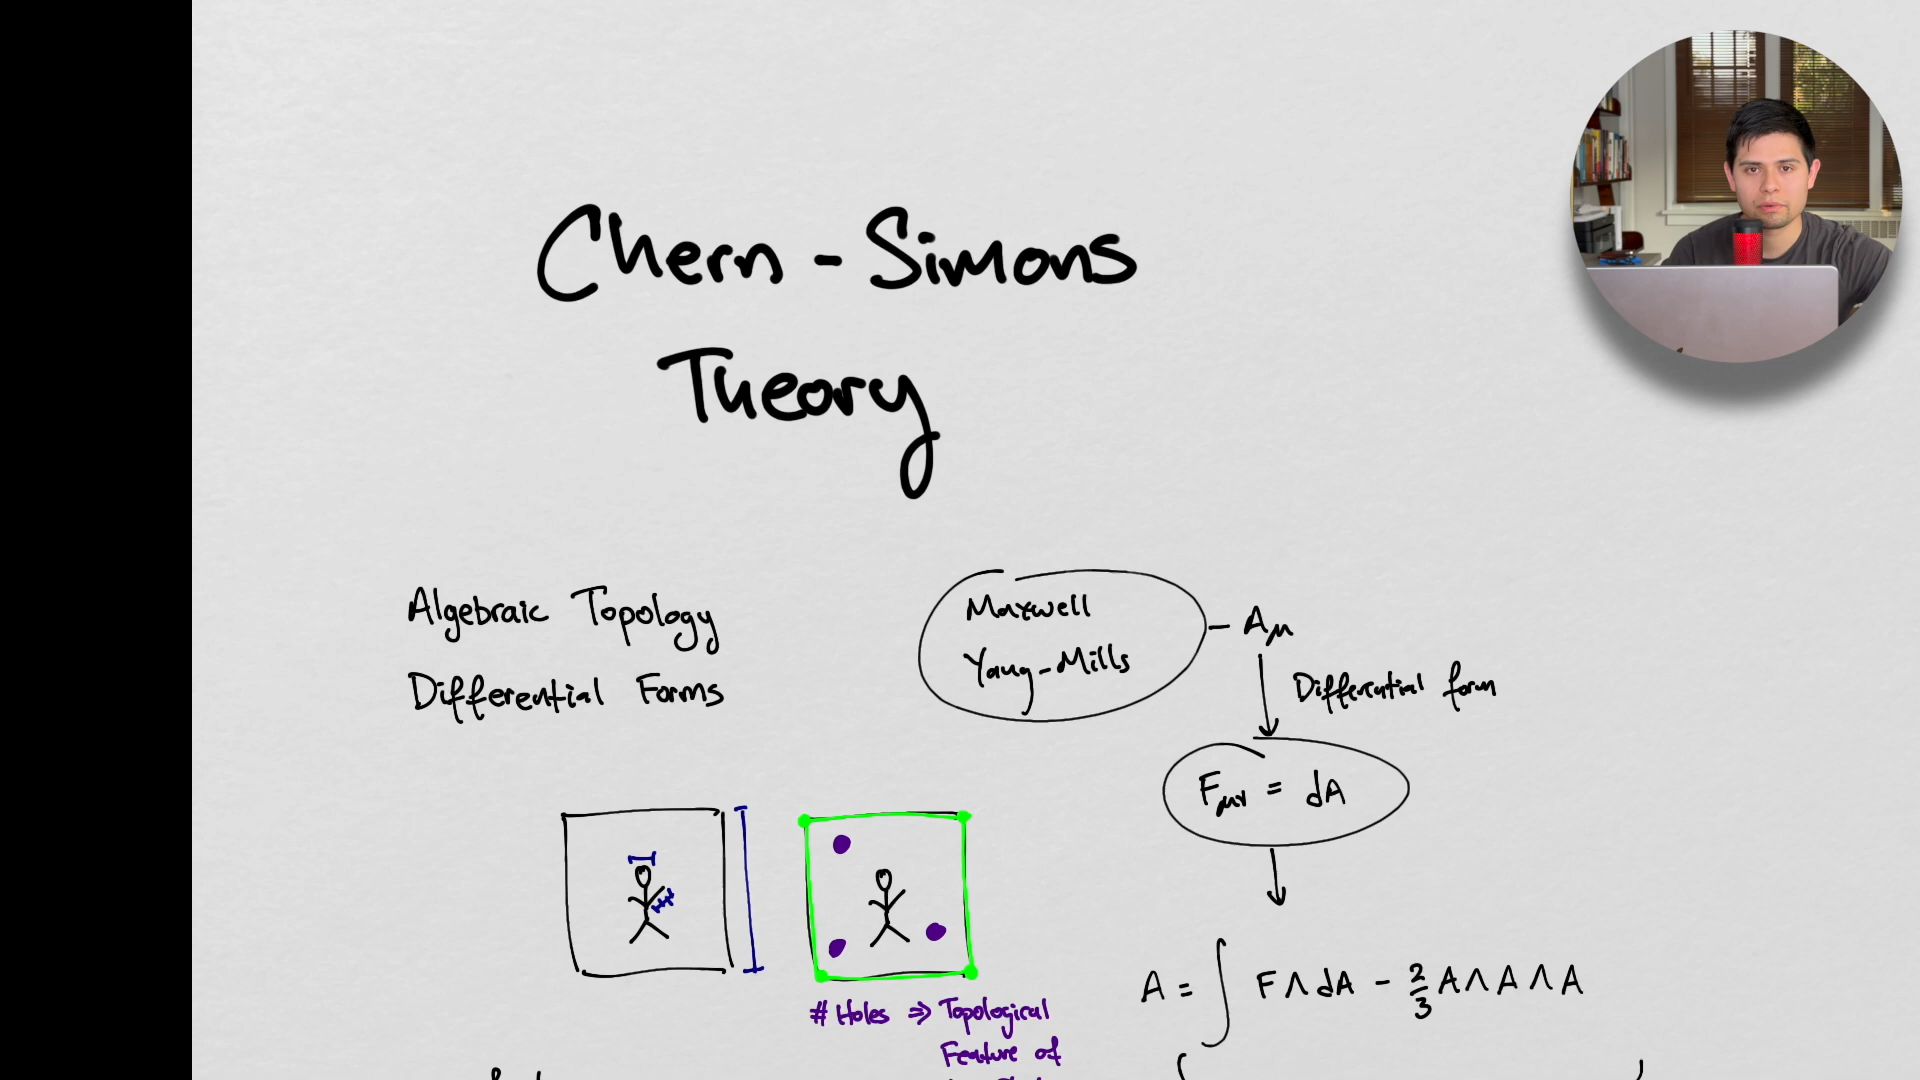 Chern - Simons
Theory
Algebraic Topology
Differential Forms
Maxwell
Yang-Mills
- Aμ
Differential form
Fμν = dA
A = ∫ F∧dA - 2/3 A∧A∧A
# Holes ⇒ Topological
Feature of